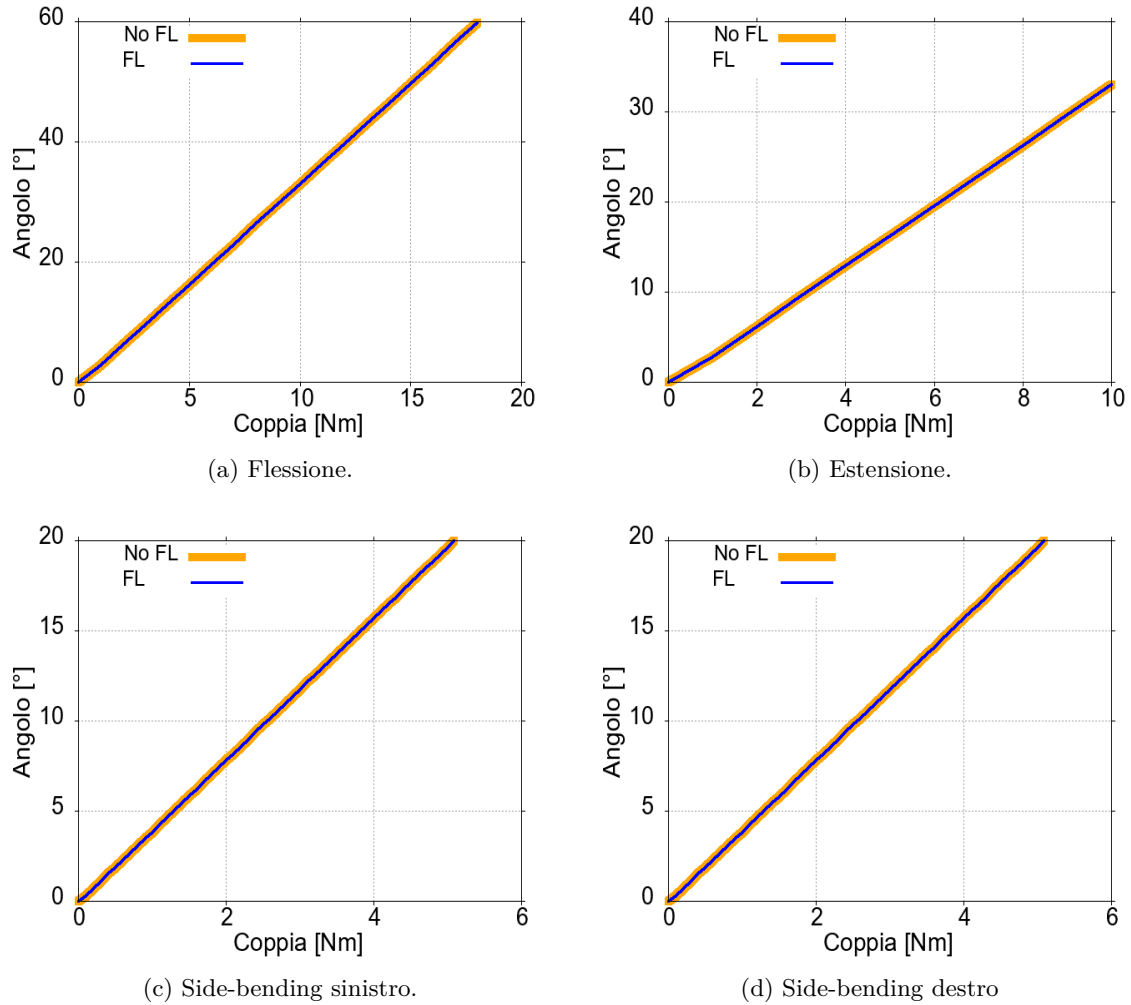 60
40
20
0
Angolo [°]
No FL
FL
0 5 10 15 20
Coppia [Nm]
(a) Flessione.
40
30
20
10
0
Angolo [°]
No FL
FL
0 2 4 6 8 10
Coppia [Nm]
(b) Estensione.
20
15
10
5
0
Angolo [°]
No FL
FL
0 2 4 6
Coppia [Nm]
(c) Side-bending sinistro.
20
15
10
5
0
Angolo [°]
No FL
FL
0 2 4 6
Coppia [Nm]
(d) Side-bending destro